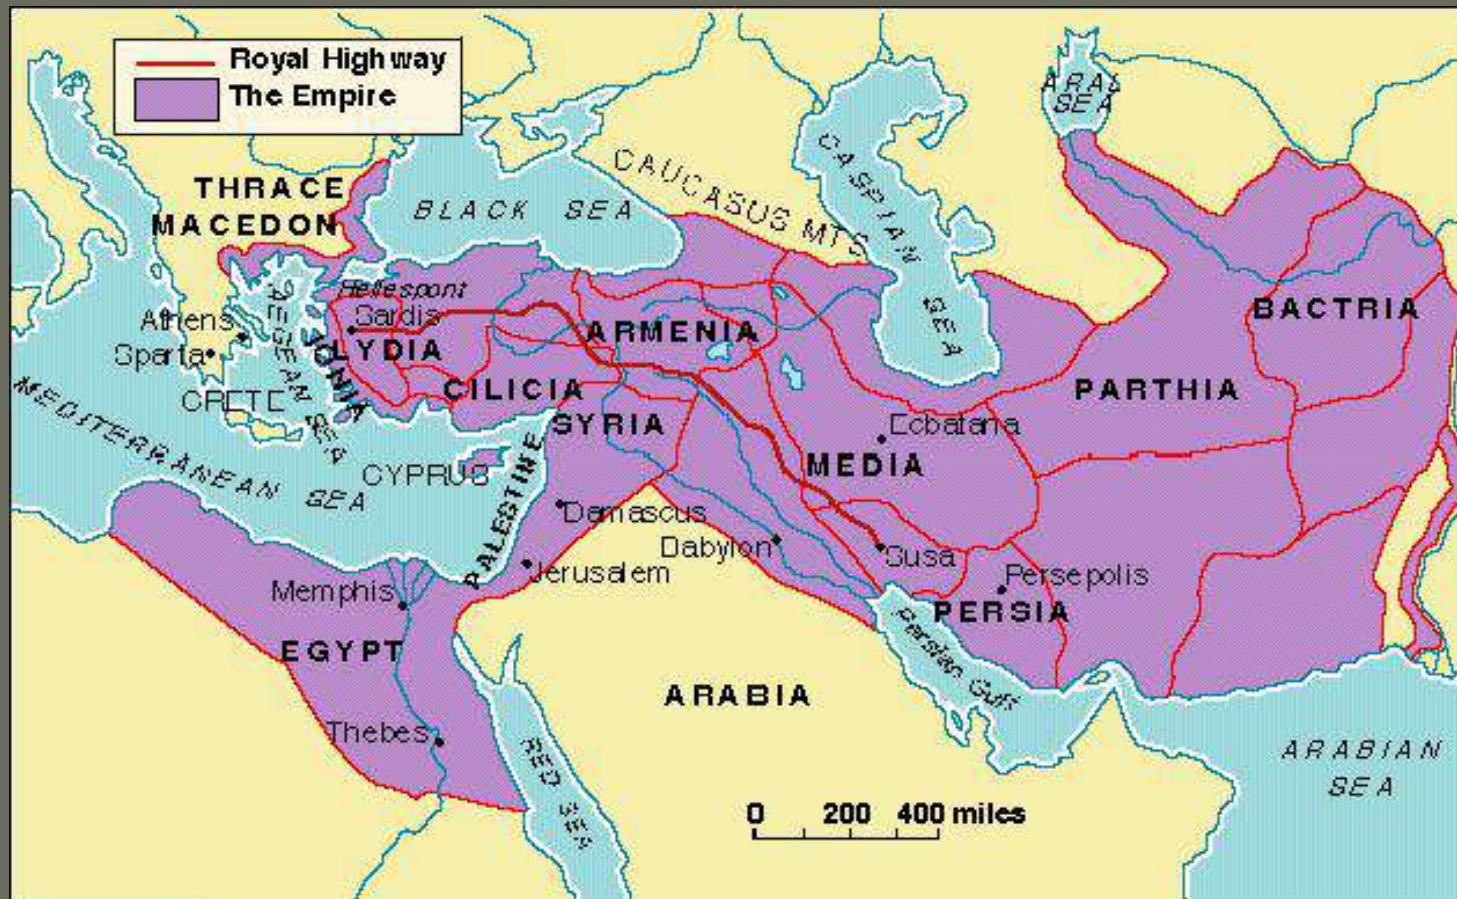 Royal Highway
The Empire
ARAL
SEA
THRACE
MACEDON
BLACK SEA
CAUCASUS MTS
CASPIAN SEA
Hellespont
Sardis
Athens
Sparta
AEGEAN SEA
IONIA
LYDIA
ARMENIA
BACTRIA
CRETE
CILICIA
PARTHIA
MEDITERRANEAN SEA
SYRIA
Ecbatana
CYPRUS
MEDIA
PALESTINE
Damascus
Babylon
Susa
Jerusalem
Memphis
Persepolis
PERSIA
EGYPT
Persian Gulf
ARABIA
Thebes
RED SEA
ARABIAN
SEA
0 200 400 miles